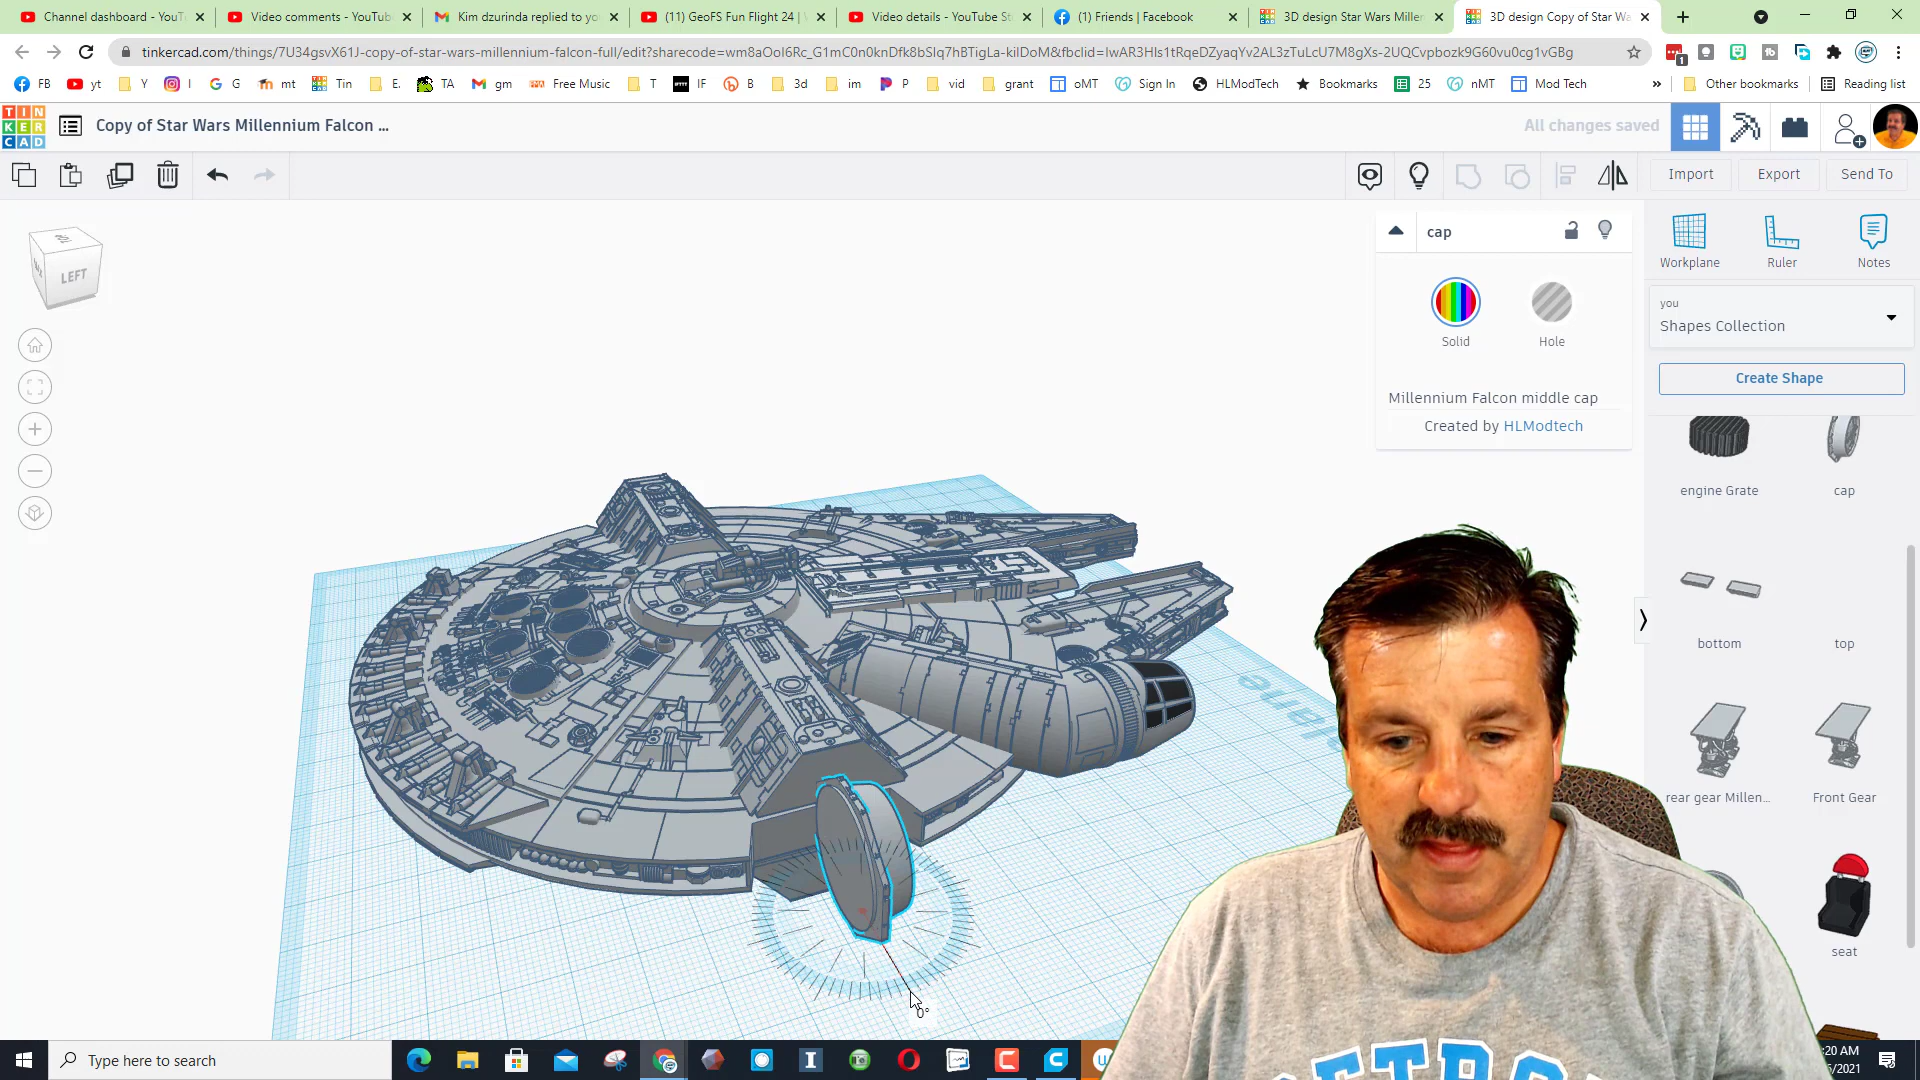 Channel dashboard - YouT
Video comments - YouTub
Kim dzurinda replied to yo
(11) GeoFS Fun Flight 24 |
Video details - YouTube St
(1) Friends | Facebook
3D design Star Wars Millen
3D design Copy of Star Wa
tinkercad.com/things/7U34gsvX61J-copy-of-star-wars-millennium-falcon-full/edit?sharecode=
FB yt Y I G mt Tin E. TA gm Free Music T IF B 3d im P vid grant oMT Sign In HLModTech Bookmarks 25 nMT Mod Tech » Other bookmarks Reading list
TIN
KER
CAD
Copy of Star Wars Millennium Falcon ...
All changes saved
Import Export Send To
LEFT
cap
Solid Hole
Millennium Falcon middle cap
Created by HLModtech
Workplane Ruler Notes
you
Shapes Collection
Create Shape
engine Grate cap
bottom top
rear gear Millen... Front Gear
seat
0°
Type here to search
:20 AM
/2021